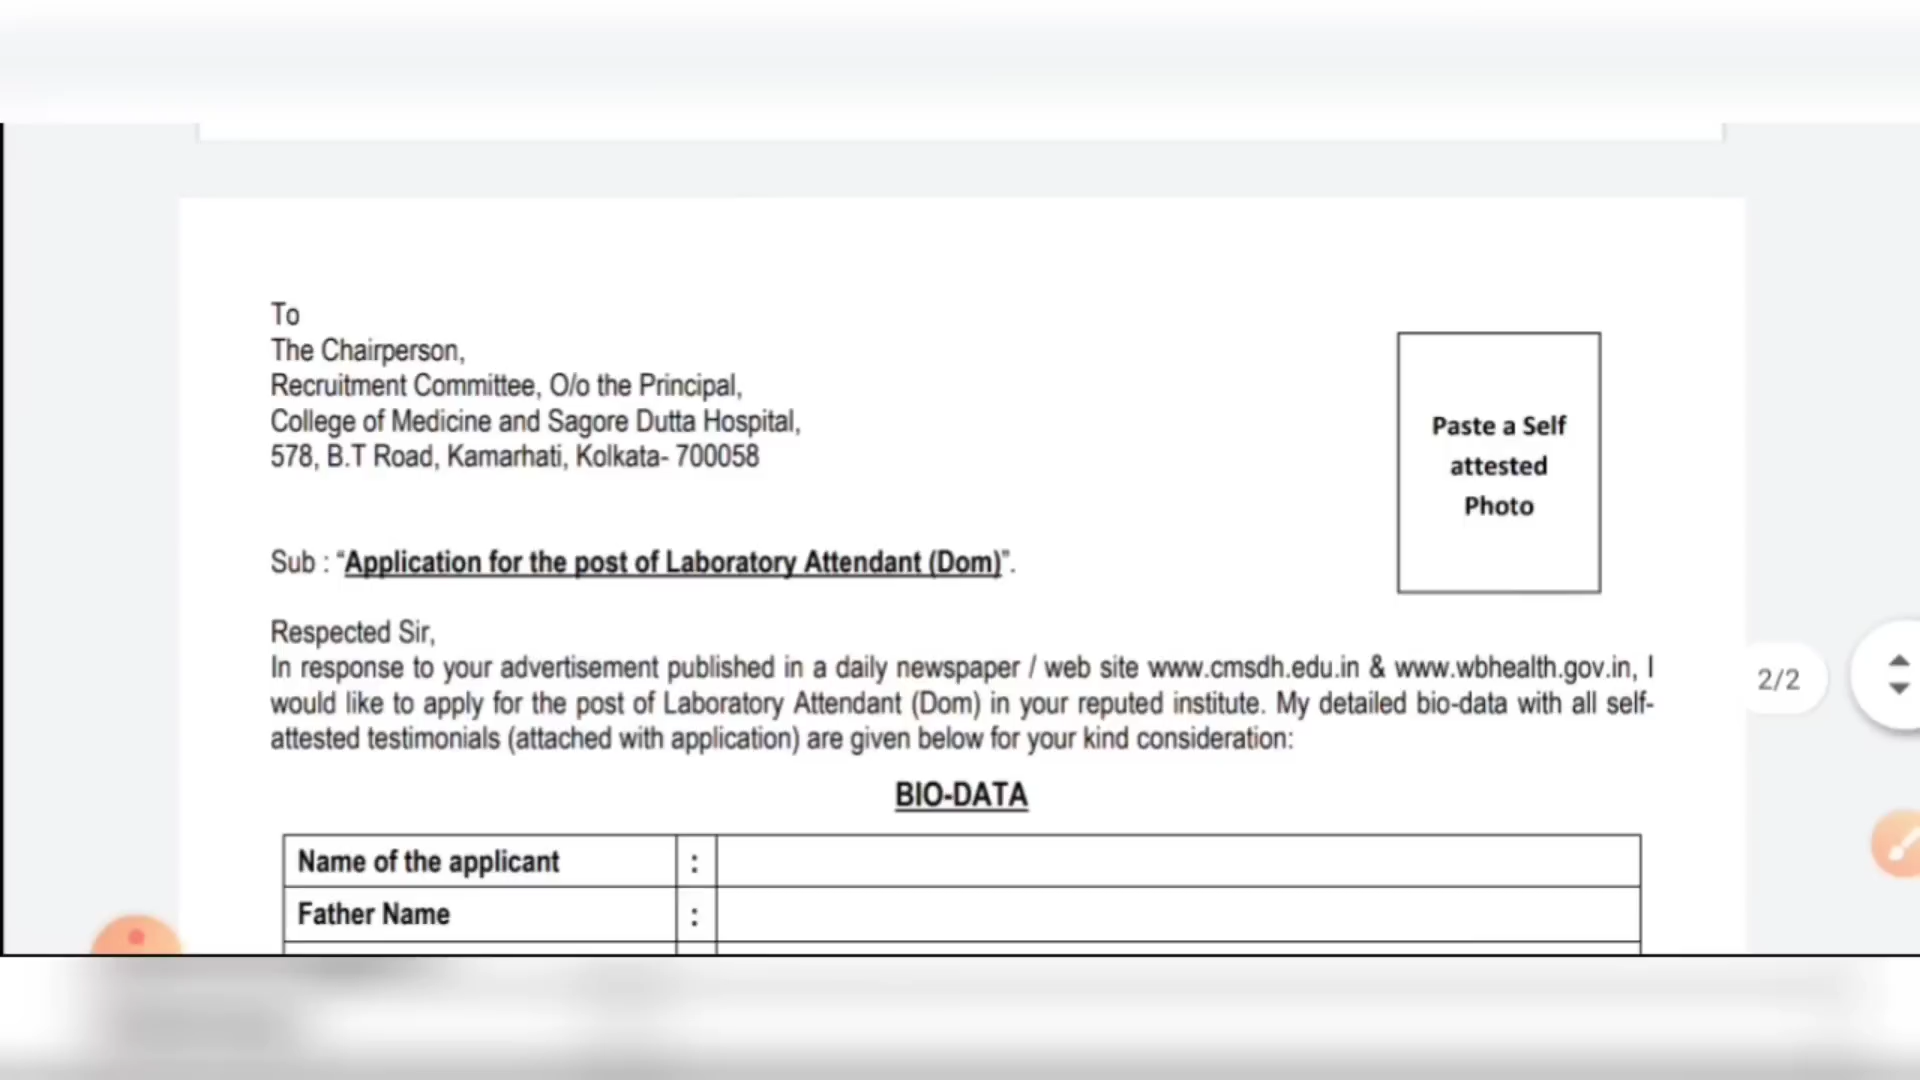 To
The Chairperson,
Recruitment Committee, O/o the Principal,
College of Medicine and Sagore Dutta Hospital,
578, B.T Road, Kamarhati, Kolkata- 700058
Paste a Self
attested
Photo
Sub : “Application for the post of Laboratory Attendant (Dom)”.
Respected Sir,
In response to your advertisement published in a daily newspaper / web site www.cmsdh.edu.in & www.wbhealth.gov.in, I
would like to apply for the post of Laboratory Attendant (Dom) in your reputed institute. My detailed bio-data with all self-
attested testimonials (attached with application) are given below for your kind consideration:
2/2
BIO-DATA
Name of the applicant :
Father Name :